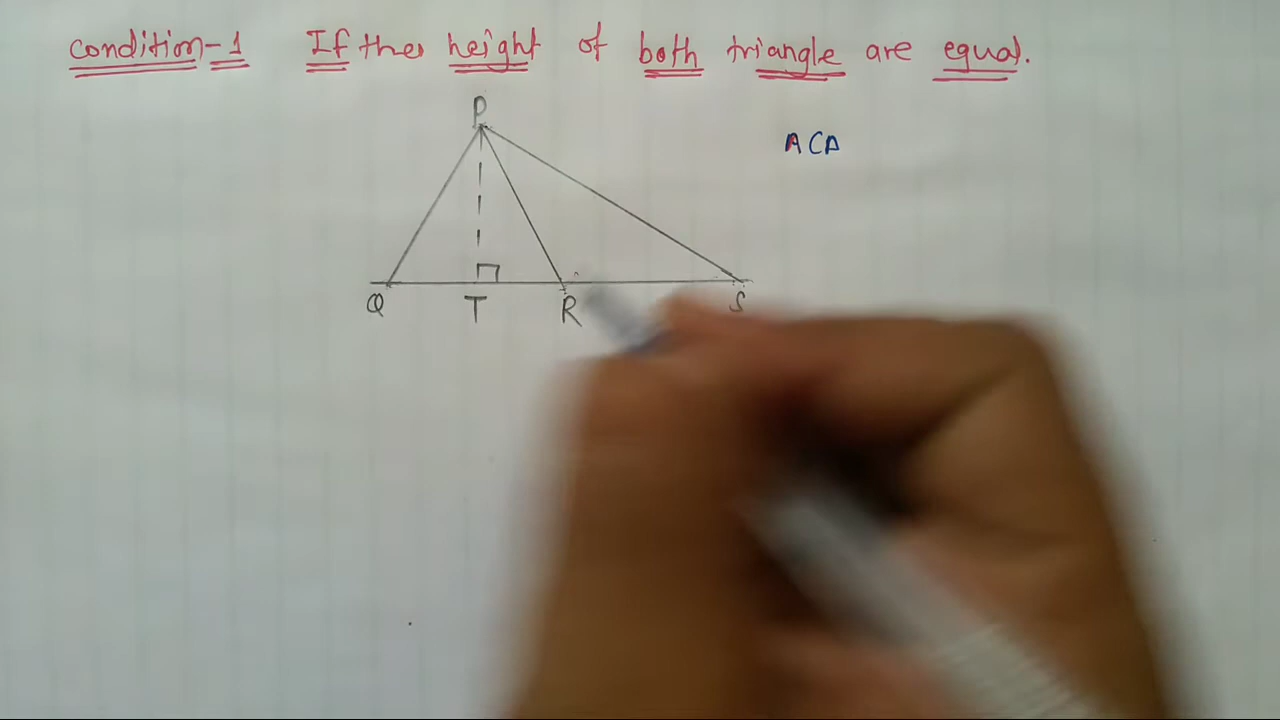 condition-1 If the height of both triangle are equal.
P
ACA
Q T R S